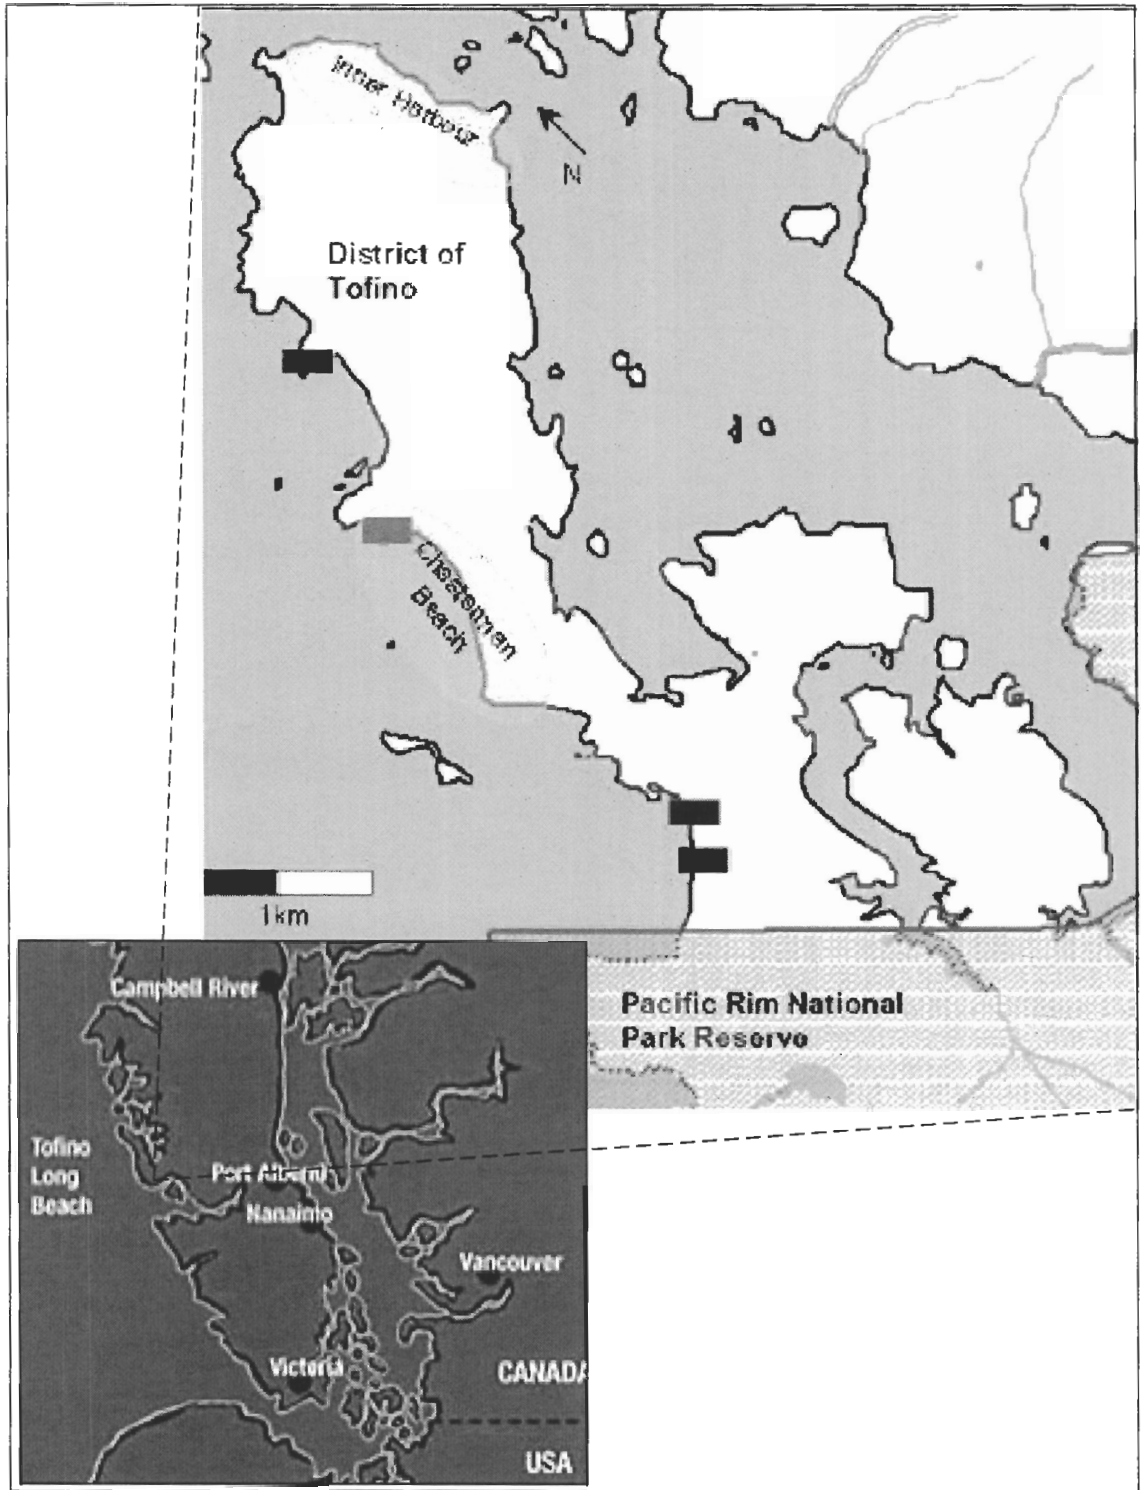 Inner Harbour
N
District of
Tofino
Chesterman
Beach
1km
Pacific Rim National
Park Reserve
Campbell River
Tofino
Long
Beach
Port Alberni
Nanaimo
Vancouver
Victoria
CANADA
USA